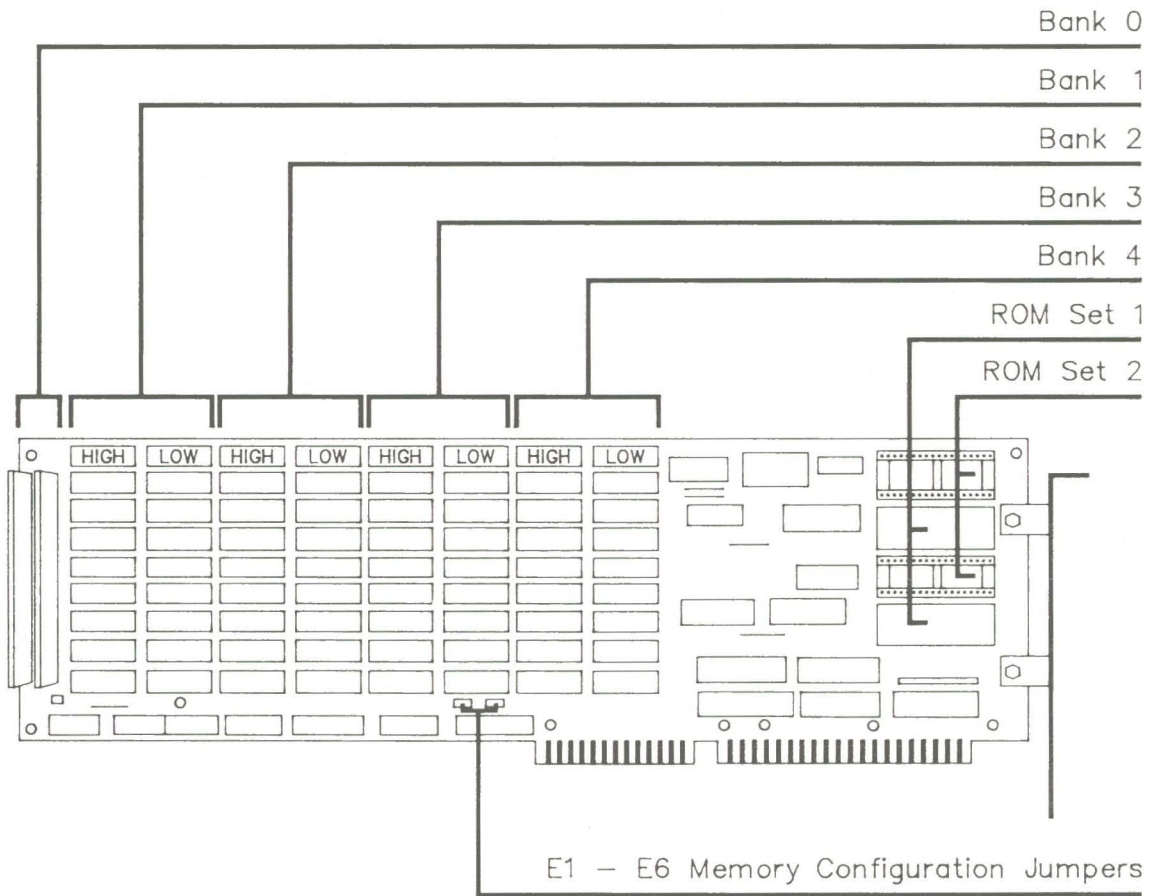 Bank 0
Bank 1
Bank 2
Bank 3
Bank 4
ROM Set 1
ROM Set 2
HIGH LOW HIGH LOW HIGH LOW HIGH LOW
E1 – E6 Memory Configuration Jumpers